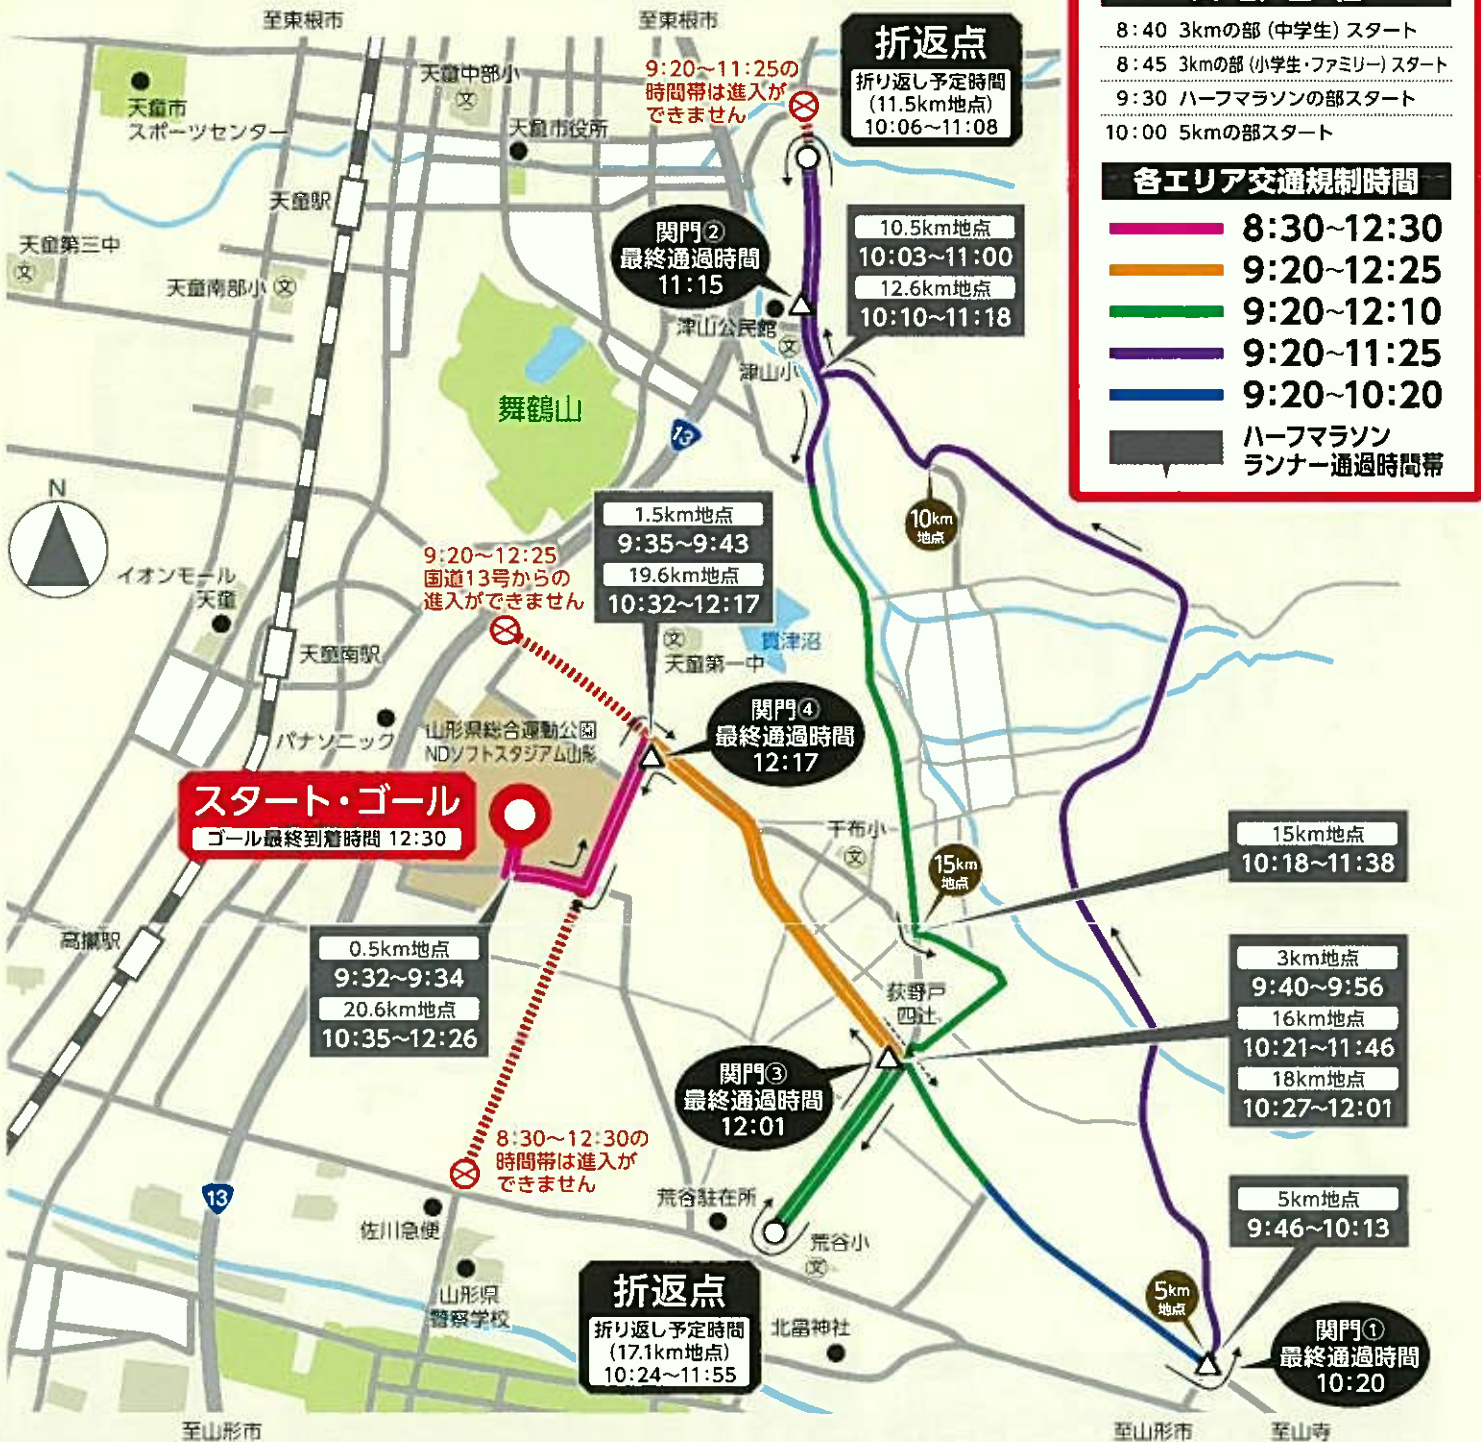 至東根市
至東根市
8:40 3kmの部(中学生)スタート
8:45 3kmの部(小学生・ファミリー)スタート
9:30 ハーフマラソンの部スタート
10:00 5kmの部スタート
各エリア交通規制時間
8:30~12:30
9:20~12:25
9:20~12:10
9:20~11:25
9:20~10:20
ハーフマラソン
ランナー通過時間帯
折返点
折り返し予定時間
(11.5km地点)
10:06~11:08
9:20~11:25の
時間帯は進入が
できません
天童中部小
文
天童市
スポーツセンター
天童市役所
天童駅
天童第三中
文
天童南部小
文
関門②
最終通過時間
11:15
10.5km地点
10:03~11:00
12.6km地点
10:10~11:18
津山公民館
文
津山小
舞鶴山
13
N
10km
地点
1.5km地点
9:35~9:43
19.6km地点
10:32~12:17
9:20~12:25
国道13号からの
進入ができません
イオンモール
天童
文
天童第一中
貫津沼
天童南駅
パナソニック
山形県総合運動公園
NDソフトスタジアム山形
関門④
最終通過時間
12:17
スタート・ゴール
ゴール最終到着時間 12:30
干布小
文
15km
地点
15km地点
10:18~11:38
高擶駅
0.5km地点
9:32~9:34
20.6km地点
10:35~12:26
荻野戸
四辻
3km地点
9:40~9:56
16km地点
10:21~11:46
18km地点
10:27~12:01
関門③
最終通過時間
12:01
8:30~12:30の
時間帯は進入が
できません
13
佐川急便
荒谷駐在所
荒谷小
文
5km地点
9:46~10:13
山形県
警察学校
折返点
折り返し予定時間
(17.1km地点)
10:24~11:55
北畠神社
5km
地点
関門①
最終通過時間
10:20
至山形市
至山形市
至山寺